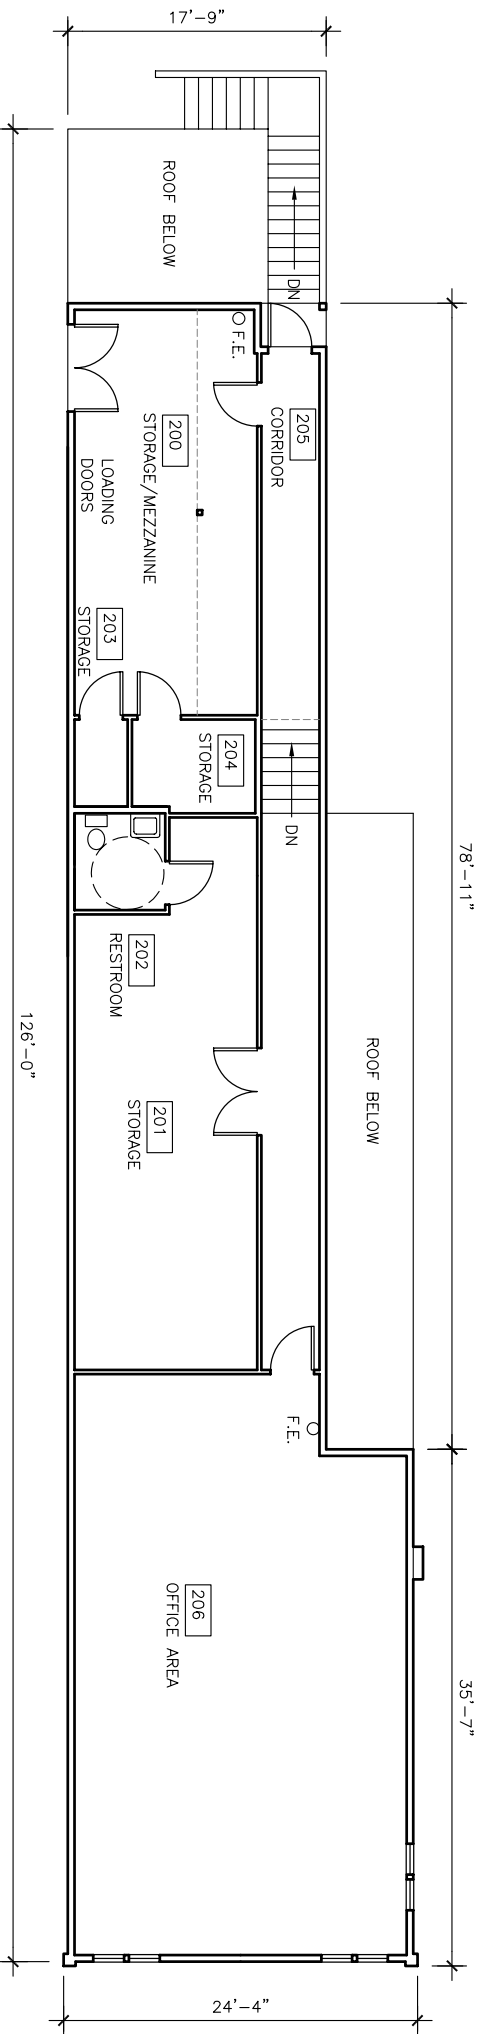 17'-9"
ROOF BELOW
DN
F.E.
205
CORRIDOR
200
STORAGE/MEZZANINE
LOADING
DOORS
203
STORAGE
204
STORAGE
DN
78'-11"
202
RESTROOM
126'-0"
ROOF BELOW
201
STORAGE
F.E.
206
OFFICE AREA
35'-7"
24'-4"